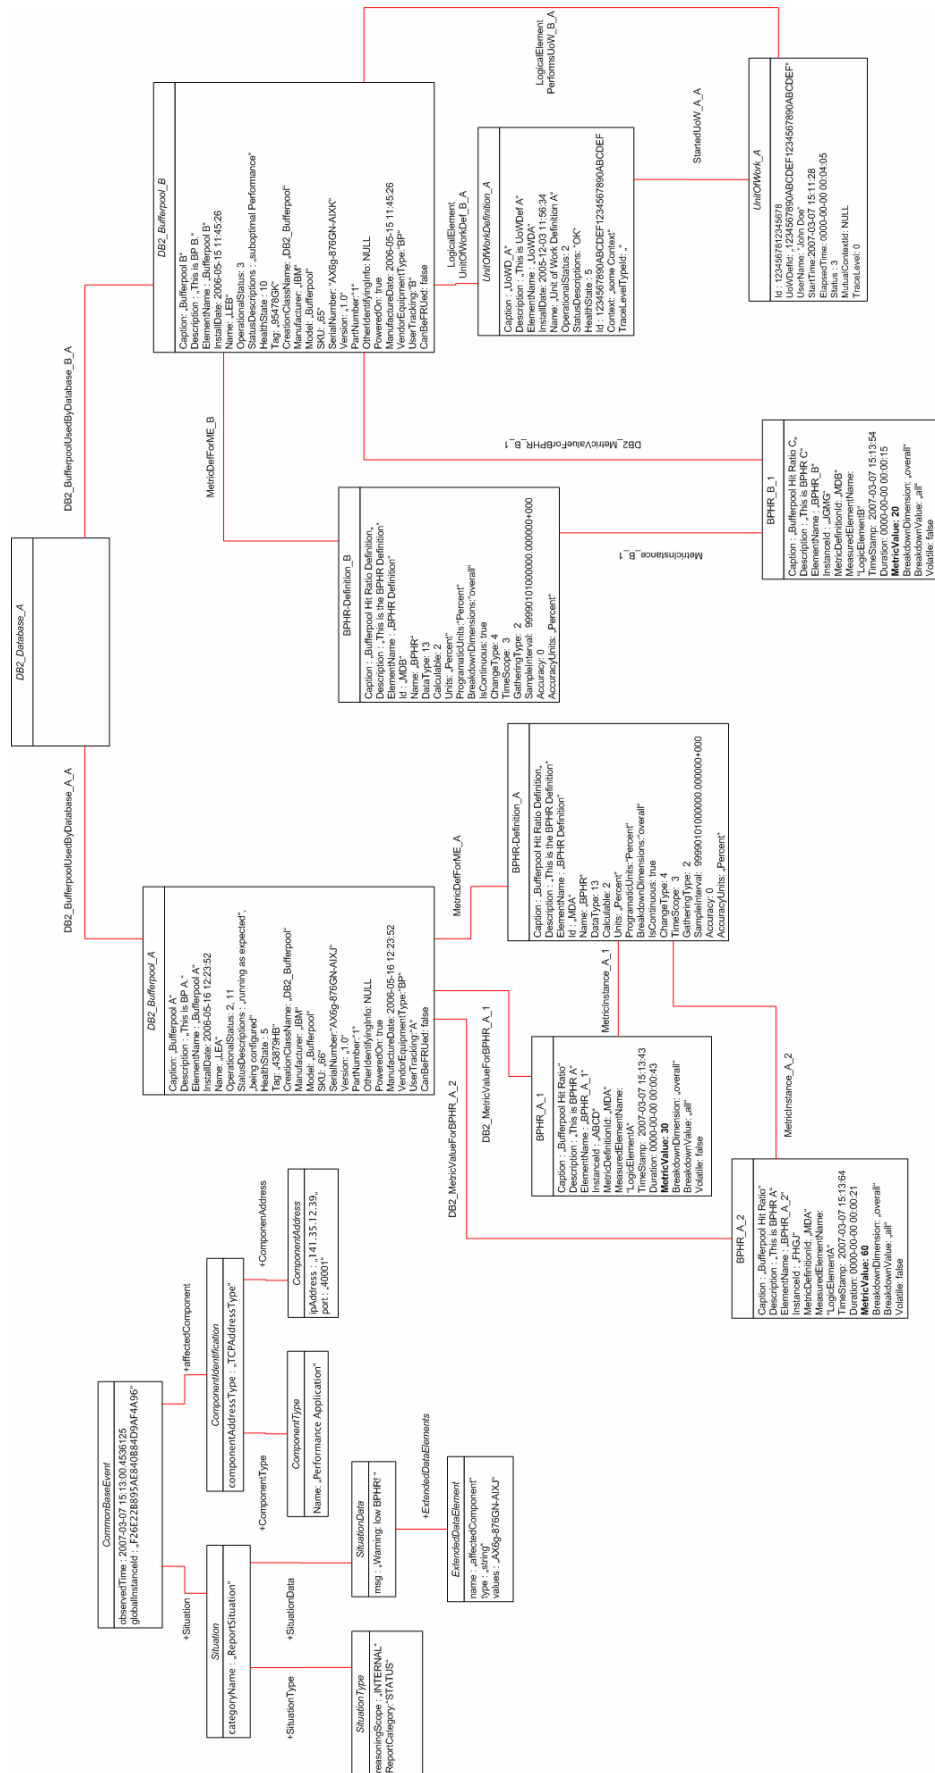 CommonBaseEvent
observedTime : 2007-03-07 15:13:00.4536125
globalInstanceId : „F26E22B895AE840B84D9AF4A96"
+Situation
+affectedComponent
Situation
categoryName : „ReportSituation"
ComponentIdentification
componentAddressType : „TCPAddressType"
+SituationType
+SituationData
+ComponentType
+ComponenAddress
SituationType
reasoningScope : „INTERNAL"
ReportCategory:"STATUS"
SituationData
msg : „Warning: low BPHR! "
ComponentType
Name: „Performance Application"
ComponentAddress
ipAddress : „141.35.12.39„
port : „40001"
+ExtendedDataElements
ExtendedDataElement
name : „affectedComponent"
type : „string"
values : „AX6g-876GN-AIXJ"
DB2_Database_A
DB2_BufferpoolUsedByDatabase_A_A
DB2_BufferpoolUsedByDatabase_B_A
DB2_Bufferpool_A
Caption: „Bufferpool A"
Description : „This is BP A."
ElementName : „Bufferpool A"
InstallDate: 2006-05-16 12:23:52
Name: „LEA"
OperationalStatus: 2, 11
StatusDescriptions : „running as expected",
„being configured"
HealthState : 5
Tag: „43879HB"
CreationClassName: „DB2_Bufferpool"
Manufacturer: „IBM"
Model: „Bufferpool"
SKU: „66"
SerialNumber:"AX6g-876GN-AIXJ"
Version: „1.0"
PartNumber:"1"
OtherIdentifyingInfo: NULL
PoweredOn: true
ManufactureDate: 2006-05-16 12:23:52
VendorEquipmentType:"BP"
UserTracking:"A"
CanBeFRUed: false
DB2_MetricValueForBPHR_A_2
DB2_MetricValueForBPHR_A_1
MetricDefForME_A
BPHR-Definition_A
Caption : „Bufferpool Hit Ratio Definition„
Description : „This is the BPHR Definition"
ElementName : „BPHR Definition"
Id : „MDA"
Name: „BPHR"
DataType: 13
Calculable: 2
Units: „Percent"
ProgramaticUnits:"Percent"
BreakdownDimensions:"overall"
IsContinuous: true
ChangeType: 4
TimeScope: 3
GatheringType: 2
SampleInterval: 99990101000000.000000+000
Accuracy: 0
AccuracyUnits: „Percent"
MetricInstance_A_1
MetricInstance_A_2
BPHR_A_1
Caption : „Bufferpool Hit Ratio"
Description : „This is BPHR A"
ElementName : „BPHR_A_1"
InstanceId : „ABCD"
MetricDefinitionId: „MDA"
MeasuredElementName:
"LogicElementA"
TimeStamp: 2007-03-07 15:13:43
Duration: 0000-00-00 00:00:43
MetricValue: 30
BreakdownDimension: „overall"
BreakdownValue: „all"
Volatile: false
BPHR_A_2
Caption : „Bufferpool Hit Ratio"
Description : „This is BPHR A"
ElementName : „BPHR_A_2"
InstanceId : „FHGJ"
MetricDefinitionId: „MDA"
MeasuredElementName:
"LogicElementA"
TimeStamp: 2007-03-07 15:13:64
Duration: 0000-00-00 00:00:21
MetricValue: 60
BreakdownDimension: „overall"
BreakdownValue: „all"
Volatile: false
DB2_Bufferpool_B
Caption: „Bufferpool B"
Description : „This is BP B."
ElementName : „Bufferpool B"
InstallDate: 2006-05-15 11:45:26
Name: „LEB"
OperationalStatus: 3
StatusDescriptions : „suboptimal Performance"
HealthState : 10
Tag: „95478GK"
CreationClassName: „DB2_Bufferpool"
Manufacturer: „IBM"
Model: „Bufferpool"
SKU: „65"
SerialNumber: "AX6g-876GN-AIXK"
Version: „1.0"
PartNumber:"1"
OtherIdentifyingInfo: NULL
PoweredOn: true
ManufactureDate: 2006-05-15 11:45:26
VendorEquipmentType:"BP"
UserTracking:"B"
CanBeFRUed: false
MetricDefForME_B
DB2_MetricValueForBPHR_B_1
LogicalElement
UnitOfWorkDef_B_A
LogicalElement
PerformsUoW_B_A
BPHR-Definition_B
Caption : „Bufferpool Hit Ratio Definition„
Description : „This is the BPHR Definition"
ElementName : „BPHR Definition"
Id : „MDB"
Name: „BPHR"
DataType: 13
Calculable: 2
Units: „Percent"
ProgramaticUnits:"Percent"
BreakdownDimensions:"overall"
IsContinuous: true
ChangeType: 4
TimeScope: 3
GatheringType: 2
SampleInterval: 99990101000000.000000+000
Accuracy: 0
AccuracyUnits: „Percent"
MetricInstance_B_1
BPHR_B_1
Caption : „Bufferpool Hit Ratio C„
Description : „This is BPHR C"
ElementName : „BPHR_B"
InstanceId : „IGMG"
MetricDefinitionId: „MDB"
MeasuredElementName:
"LogicElementB"
TimeStamp: 2007-03-07 15:13:54
Duration: 0000-00-00 00:00:15
MetricValue: 20
BreakdownDimension: „overall"
BreakdownValue: „all"
Volatile: false
UnitOfWorkDefinition_A
Caption : „UoWD_A"
Description : „This is UoWDef A"
ElementName : „UoWDA"
InstallDate: 2005-12-03 11:56:34
Name: „Unit of Work Definition A"
OperationalStatus: 2
StatusDescriptions: "OK"
HealthState : 5
Id : 1234567890ABCDEF1234567890ABCDEF
Context: „some Context"
TraceLevelTypeId: „"
StartedUoW_A_A
UnitOfWork_A
Id : 1234567812345678
UoWDefId: „1234567890ABCDEF1234567890ABCDEF"
UserName : "John Doe"
StartTime:2007-03-07 15:11:28
ElapsedTime: 0000-00-00 00:04:05
Status : 3
MutualContextId: NULL
TraceLevel: 0